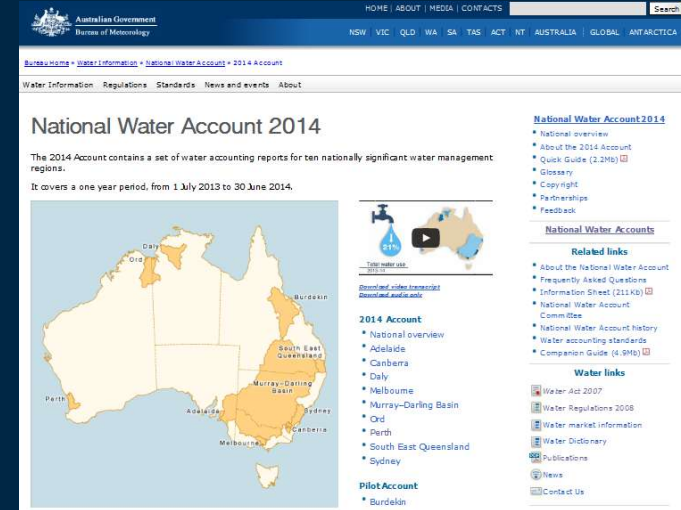 Australian Government
Bureau of Meteorology
HOME | ABOUT | MEDIA | CONTACTS
Search
NSW | VIC | QLD | WA | SA | TAS | ACT | NT | AUSTRALIA | GLOBAL | ANTARCTICA
Bureau Home » Water Information » National Water Account » 2014 Account
Water Information Regulations Standards News and events About
National Water Account 2014
The 2014 Account contains a set of water accounting reports for ten nationally significant water management
regions.
It covers a one year period, from 1 July 2013 to 30 June 2014.
Daly
Ord
Burdekin
South East
Queensland
Murray–Darling
Basin
Perth
Adelaide
Sydney
Canberra
Melbourne
21%
Total water use
2013-14
Download video transcript
Download audio only
2014 Account
National overview
Adelaide
Canberra
Daly
Melbourne
Murray–Darling Basin
Ord
Perth
South East Queensland
Sydney
Pilot Account
Burdekin
National Water Account 2014
National overview
About the 2014 Account
Quick Guide (2.2Mb)
Glossary
Copyright
Partnerships
Feedback
National Water Accounts
Related links
About the National Water Account
Frequently Asked Questions
Information Sheet (211Kb)
National Water Account
Committee
National Water Account history
Water accounting standards
Companion Guide (4.9Mb)
Water links
Water Act 2007
Water Regulations 2008
Water market information
Water Dictionary
Publications
News
Contact Us